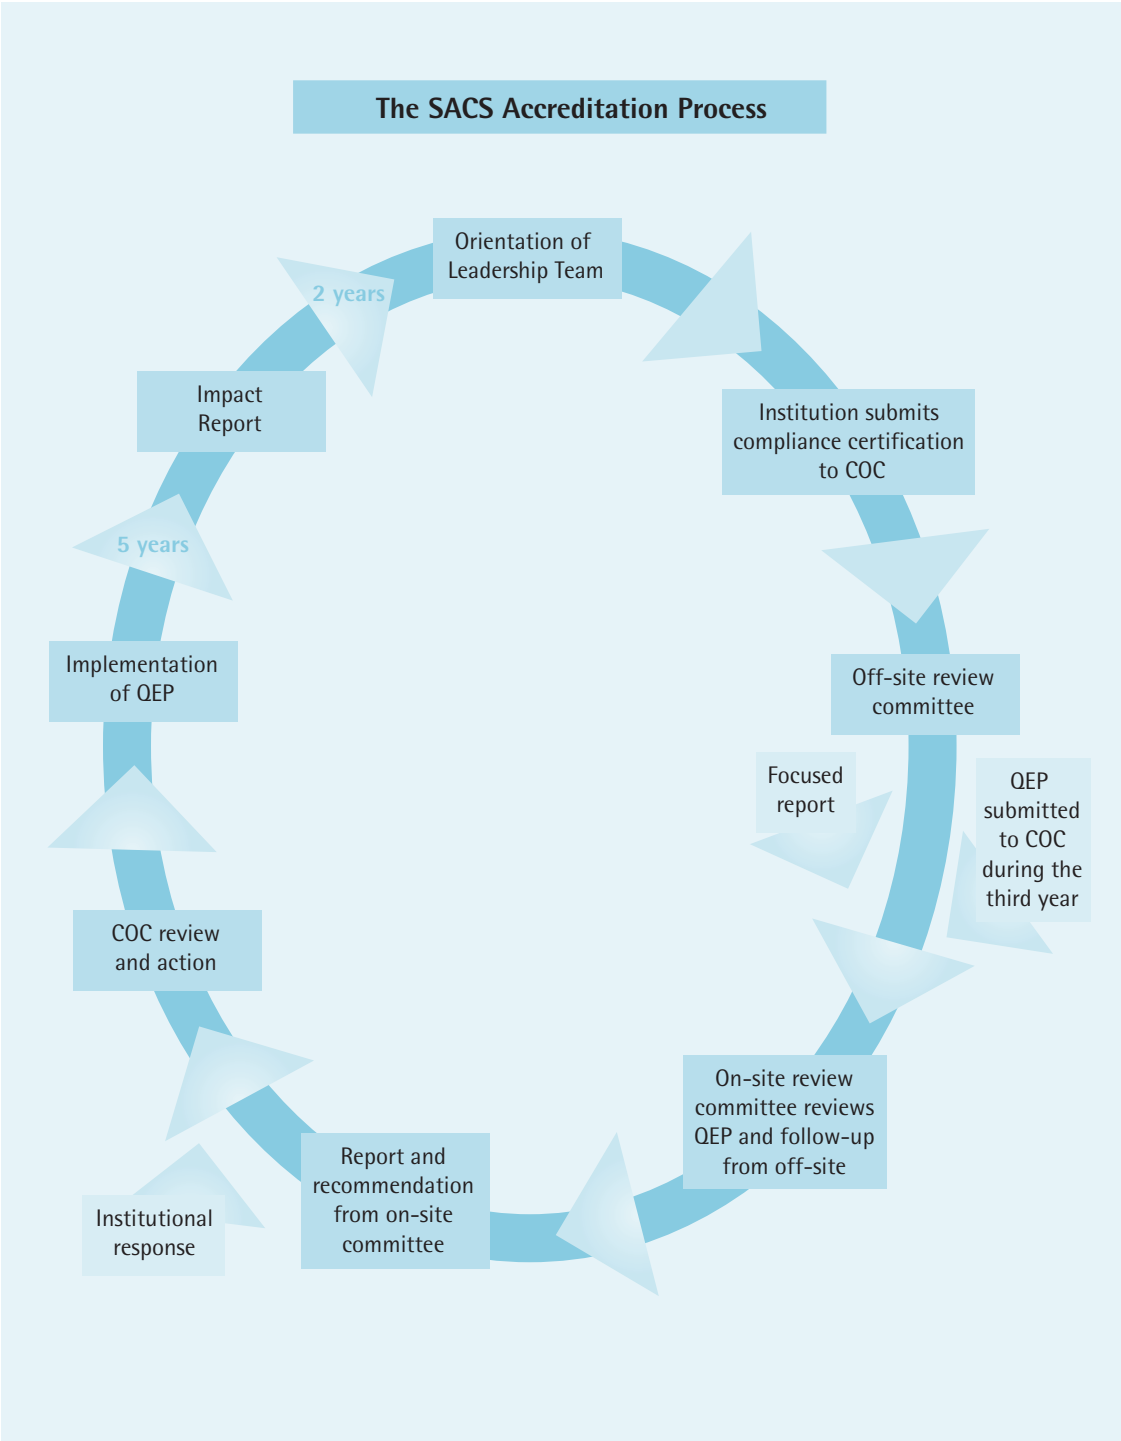 The SACS Accreditation Process
Orientation of
Leadership Team
2 years
Impact
Report
Institution submits
compliance certification
to COC
5 years
Implementation
of QEP
Off-site review
committee
Focused
report
QEP
submitted
to COC
during the
third year
COC review
and action
On-site review
committee reviews
QEP and follow-up
from off-site
Report and
recommendation
from on-site
committee
Institutional
response